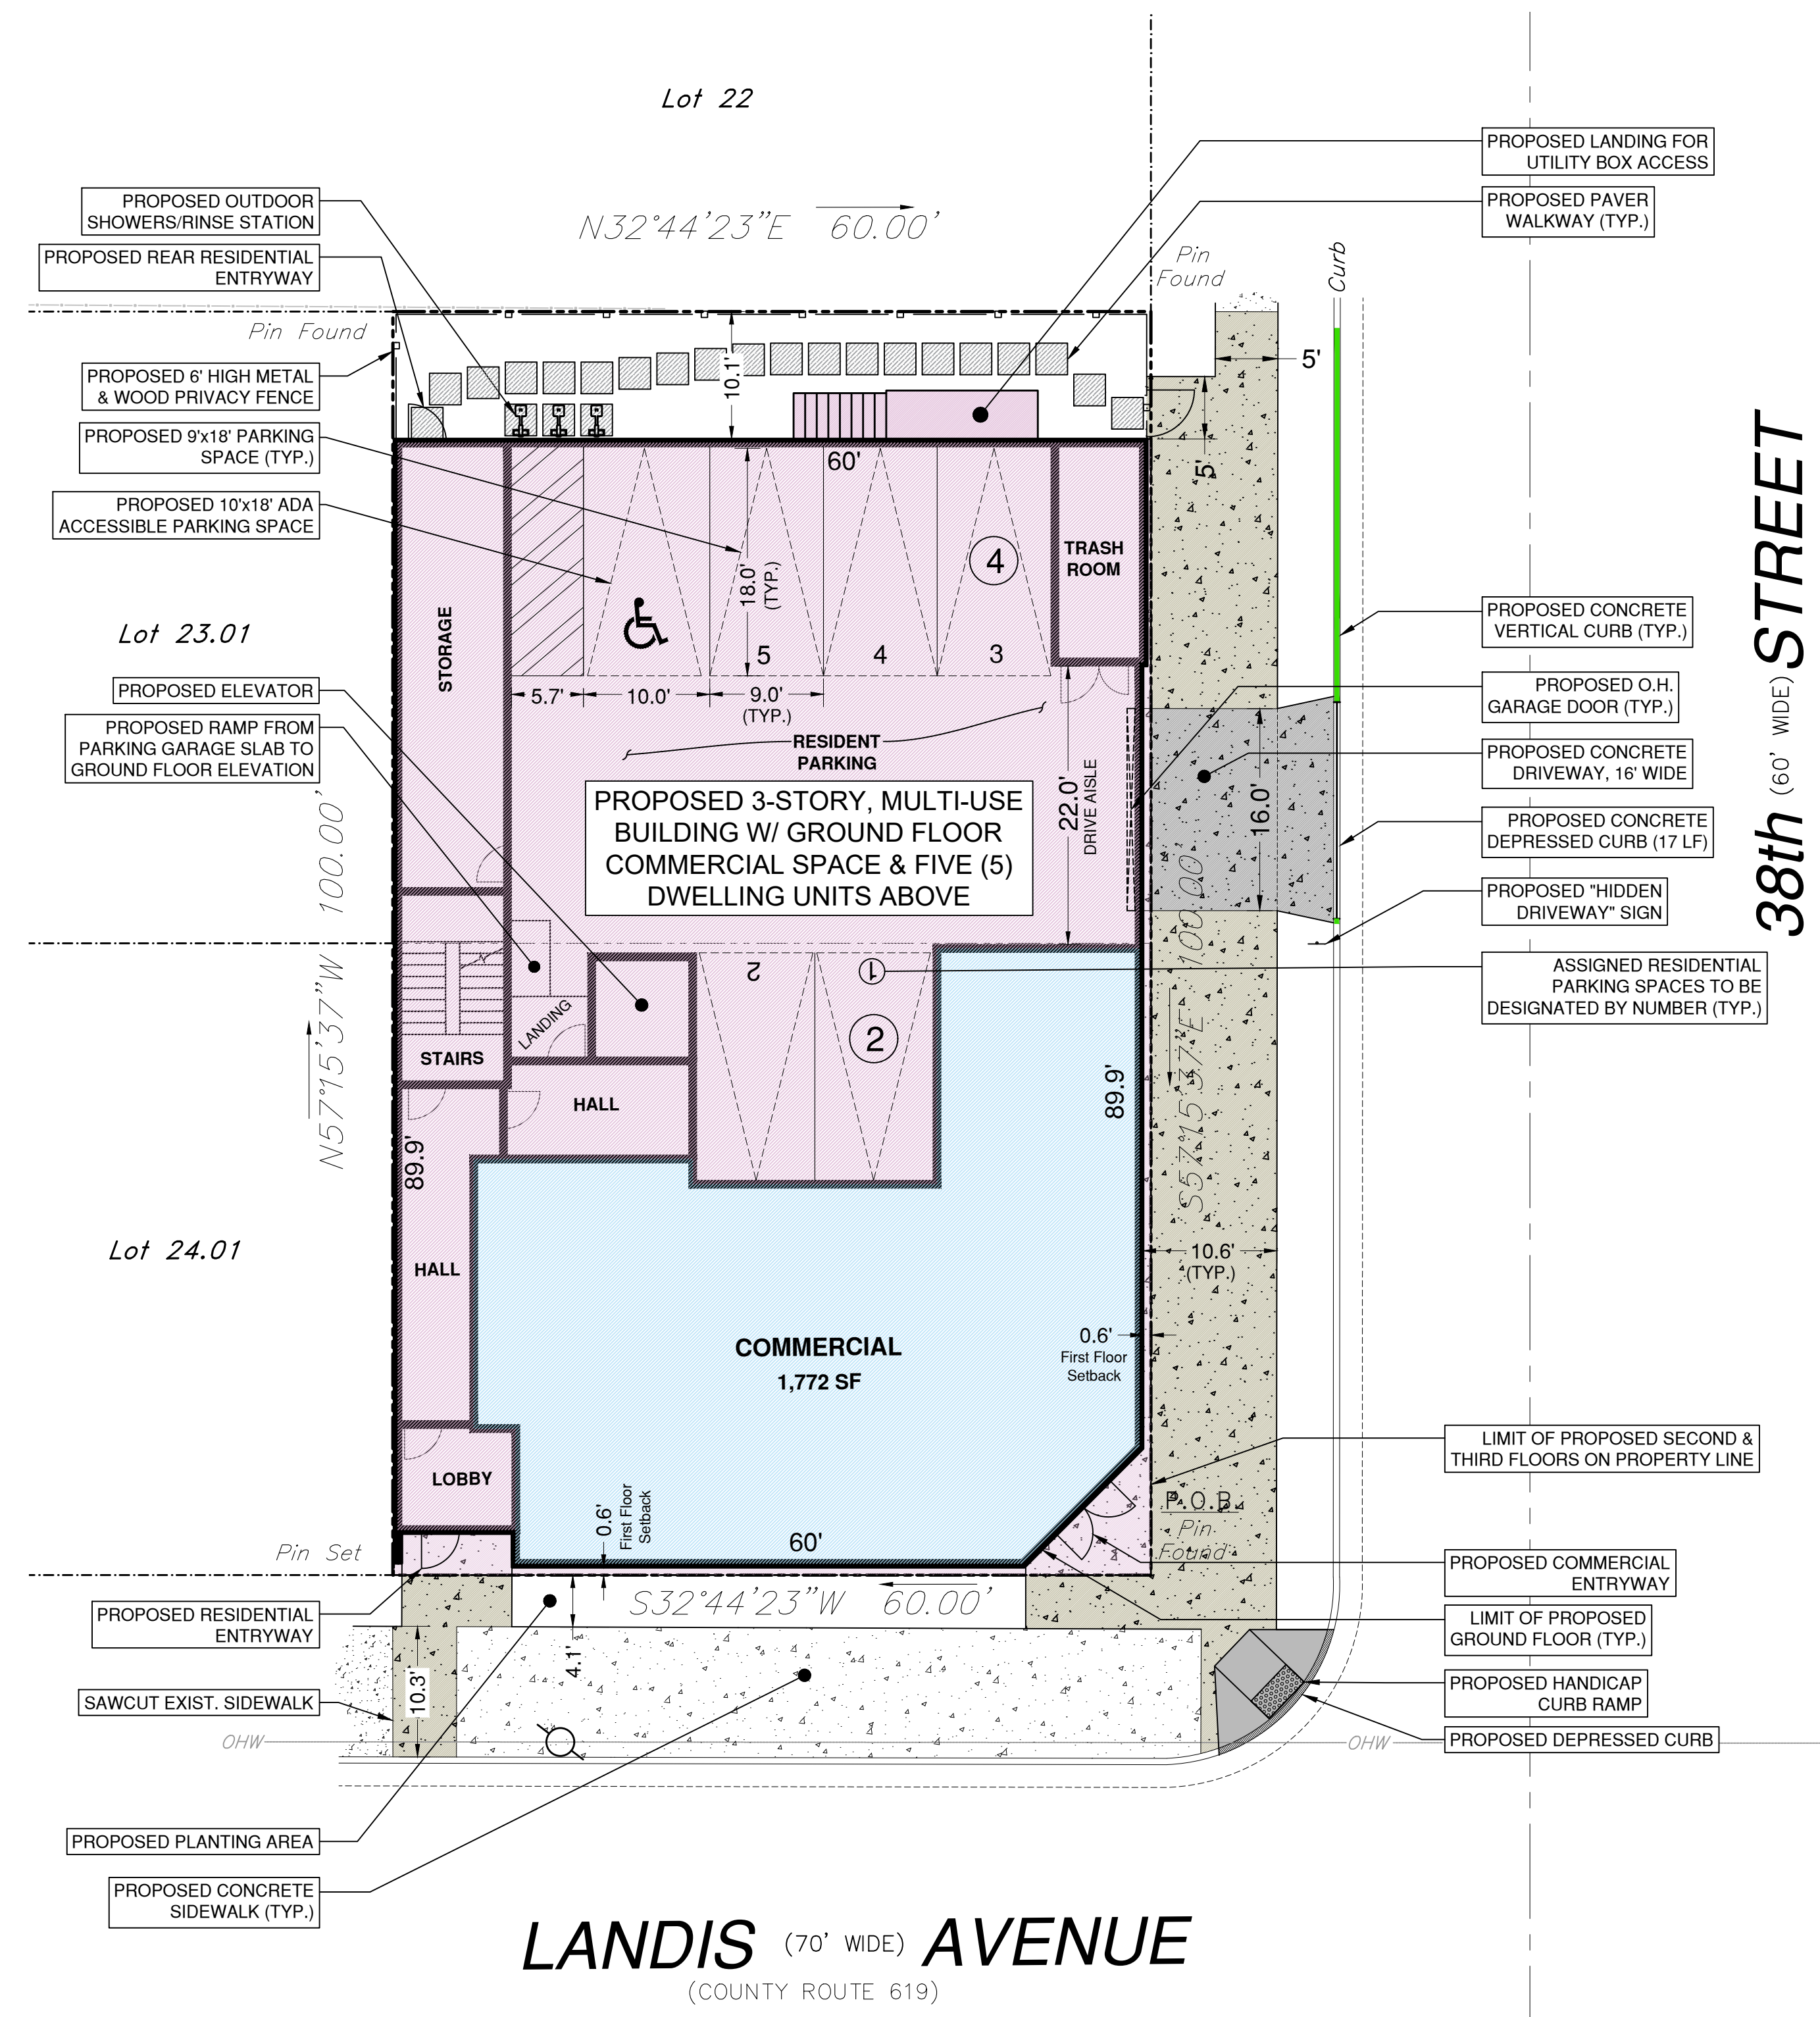 Lot 22
PROPOSED LANDING FOR
UTILITY BOX ACCESS
PROPOSED OUTDOOR
SHOWERS/RINSE STATION
N32°44'23"E 60.00'
PROPOSED PAVER
WALKWAY (TYP.)
PROPOSED REAR RESIDENTIAL
ENTRYWAY
Pin
Found
Curb
Pin Found
10.1'
5'
PROPOSED 6' HIGH METAL
& WOOD PRIVACY FENCE
PROPOSED 9'x18' PARKING
SPACE (TYP.)
60'
5'
PROPOSED 10'x18' ADA
ACCESSIBLE PARKING SPACE
4
TRASH
ROOM
18.0'
(TYP.)
38th (60' WIDE) STREET
Lot 23.01
STORAGE
5
4
3
PROPOSED CONCRETE
VERTICAL CURB (TYP.)
PROPOSED ELEVATOR
5.7'
10.0'
9.0'
(TYP.)
PROPOSED O.H.
GARAGE DOOR (TYP.)
PROPOSED RAMP FROM
PARKING GARAGE SLAB TO
GROUND FLOOR ELEVATION
RESIDENT
PARKING
PROPOSED CONCRETE
DRIVEWAY, 16' WIDE
PROPOSED 3-STORY, MULTI-USE
BUILDING W/ GROUND FLOOR
COMMERCIAL SPACE & FIVE (5)
DWELLING UNITS ABOVE
22.0'
DRIVE AISLE
16.0'
PROPOSED CONCRETE
DEPRESSED CURB (17 LF)
PROPOSED "HIDDEN
DRIVEWAY" SIGN
N57°15'37"W 100.00'
S57°15'37"E 100.00'
2
1
ASSIGNED RESIDENTIAL
PARKING SPACES TO BE
DESIGNATED BY NUMBER (TYP.)
LANDING
2
STAIRS
HALL
89.9'
89.9'
Lot 24.01
HALL
10.6'
(TYP.)
COMMERCIAL
1,772 SF
0.6'
First Floor
Setback
LIMIT OF PROPOSED SECOND &
THIRD FLOORS ON PROPERTY LINE
LOBBY
0.6'
First Floor
Setback
60'
P.O.B.
Pin
Found
Pin Set
PROPOSED COMMERCIAL
ENTRYWAY
S32°44'23"W 60.00'
PROPOSED RESIDENTIAL
ENTRYWAY
LIMIT OF PROPOSED
GROUND FLOOR (TYP.)
4.1'
10.3'
SAWCUT EXIST. SIDEWALK
PROPOSED HANDICAP
CURB RAMP
OHW
OHW
PROPOSED DEPRESSED CURB
PROPOSED PLANTING AREA
PROPOSED CONCRETE
SIDEWALK (TYP.)
LANDIS (70' WIDE) AVENUE
(COUNTY ROUTE 619)